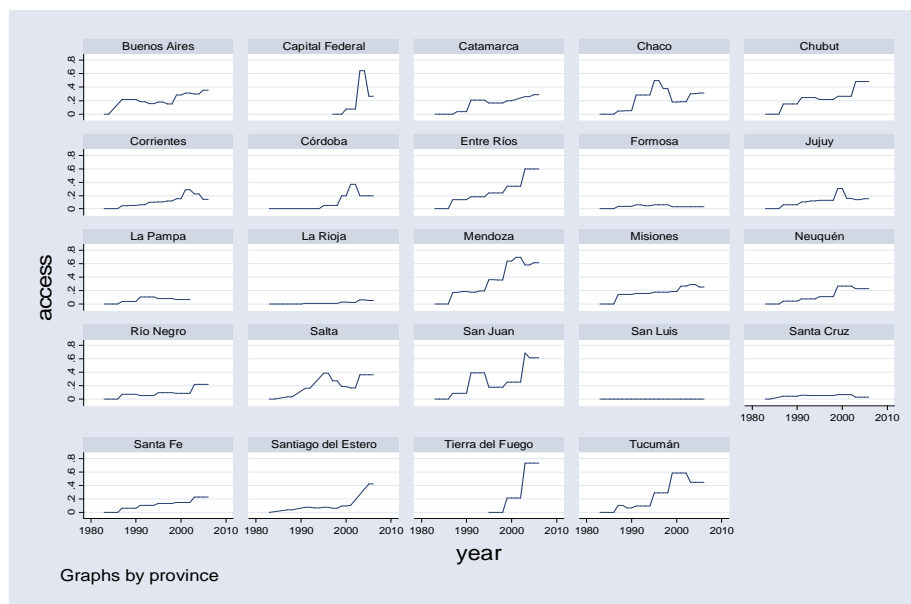 Buenos Aires Capital Federal Catamarca Chaco Chubut
0 .2 .4 .6 .8
Corrientes Córdoba Entre Ríos Formosa Jujuy
0 .2 .4 .6 .8
La Pampa La Rioja Mendoza Misiones Neuquén
0 .2 .4 .6 .8
access
Río Negro Salta San Juan San Luis Santa Cruz
0 .2 .4 .6 .8
1980 1990 2000 2010
Santa Fe Santiago del Estero Tierra del Fuego Tucumán
0 .2 .4 .6 .8
1980 1990 2000 2010 1980 1990 2000 2010 1980 1990 2000 2010 1980 1990 2000 2010
year
Graphs by province